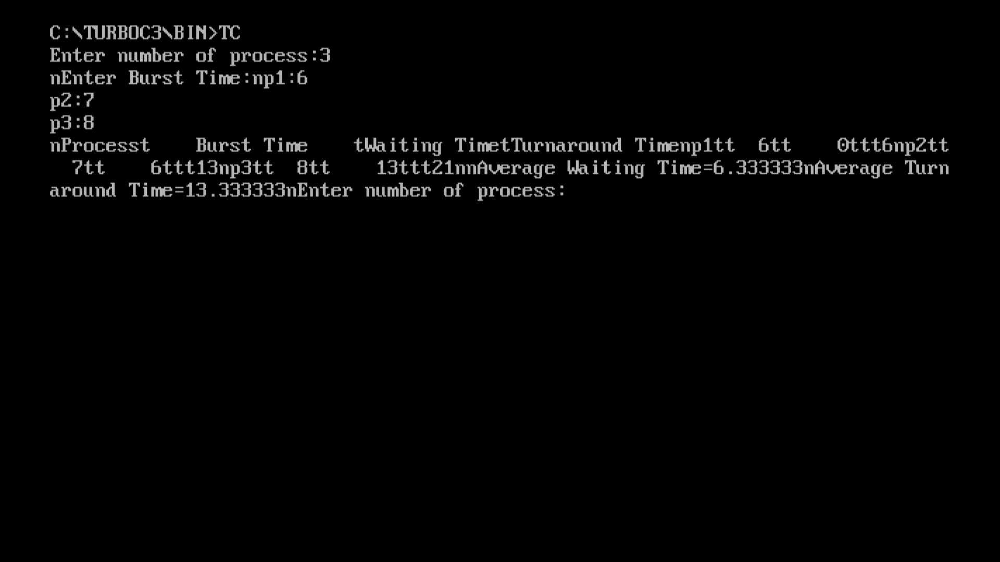 C:\TURBOC3\BIN>TC
Enter number of process:3
nEnter Burst Time:np1:6
p2:7
p3:8
nProcesst    Burst Time    tWaiting TimetTurnaround Timenp1tt  6tt    0ttt6np2tt
  7tt    6ttt13np3tt  8tt    13ttt21nnAverage Waiting Time=6.333333nAverage Turn
around Time=13.333333nEnter number of process: